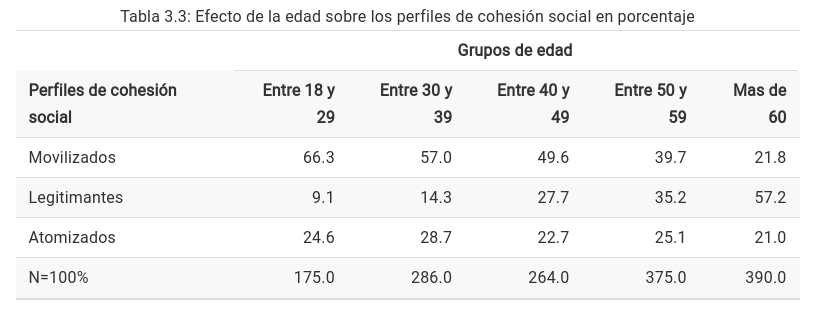 Tabla 3.3: Efecto de la edad sobre los perfiles de cohesión social en porcentaje
Grupos de edad
Perfiles de cohesión social Entre 18 y 29 Entre 30 y 39 Entre 40 y 49 Entre 50 y 59 Mas de 60
Movilizados 66.3 57.0 49.6 39.7 21.8
Legitimantes 9.1 14.3 27.7 35.2 57.2
Atomizados 24.6 28.7 22.7 25.1 21.0
N=100% 175.0 286.0 264.0 375.0 390.0